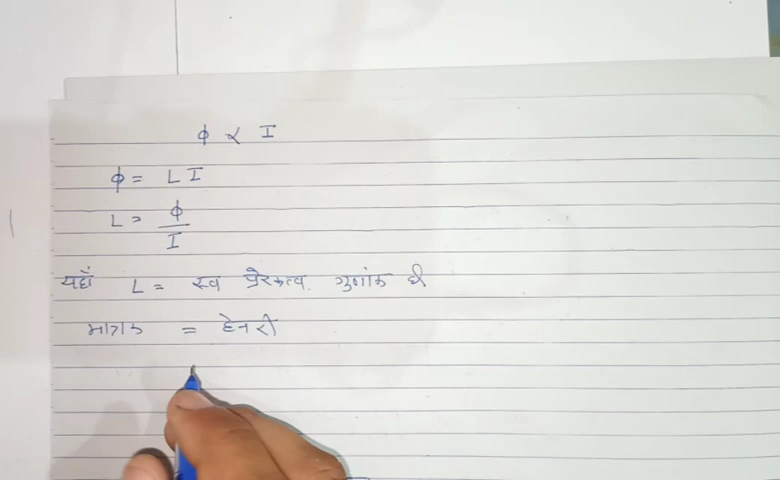 ϕ ∝ I
ϕ = L I
L = ϕ / I
यहाँ L = स्व प्रेरकत्व गुणांक है
मात्रक = हेनरी